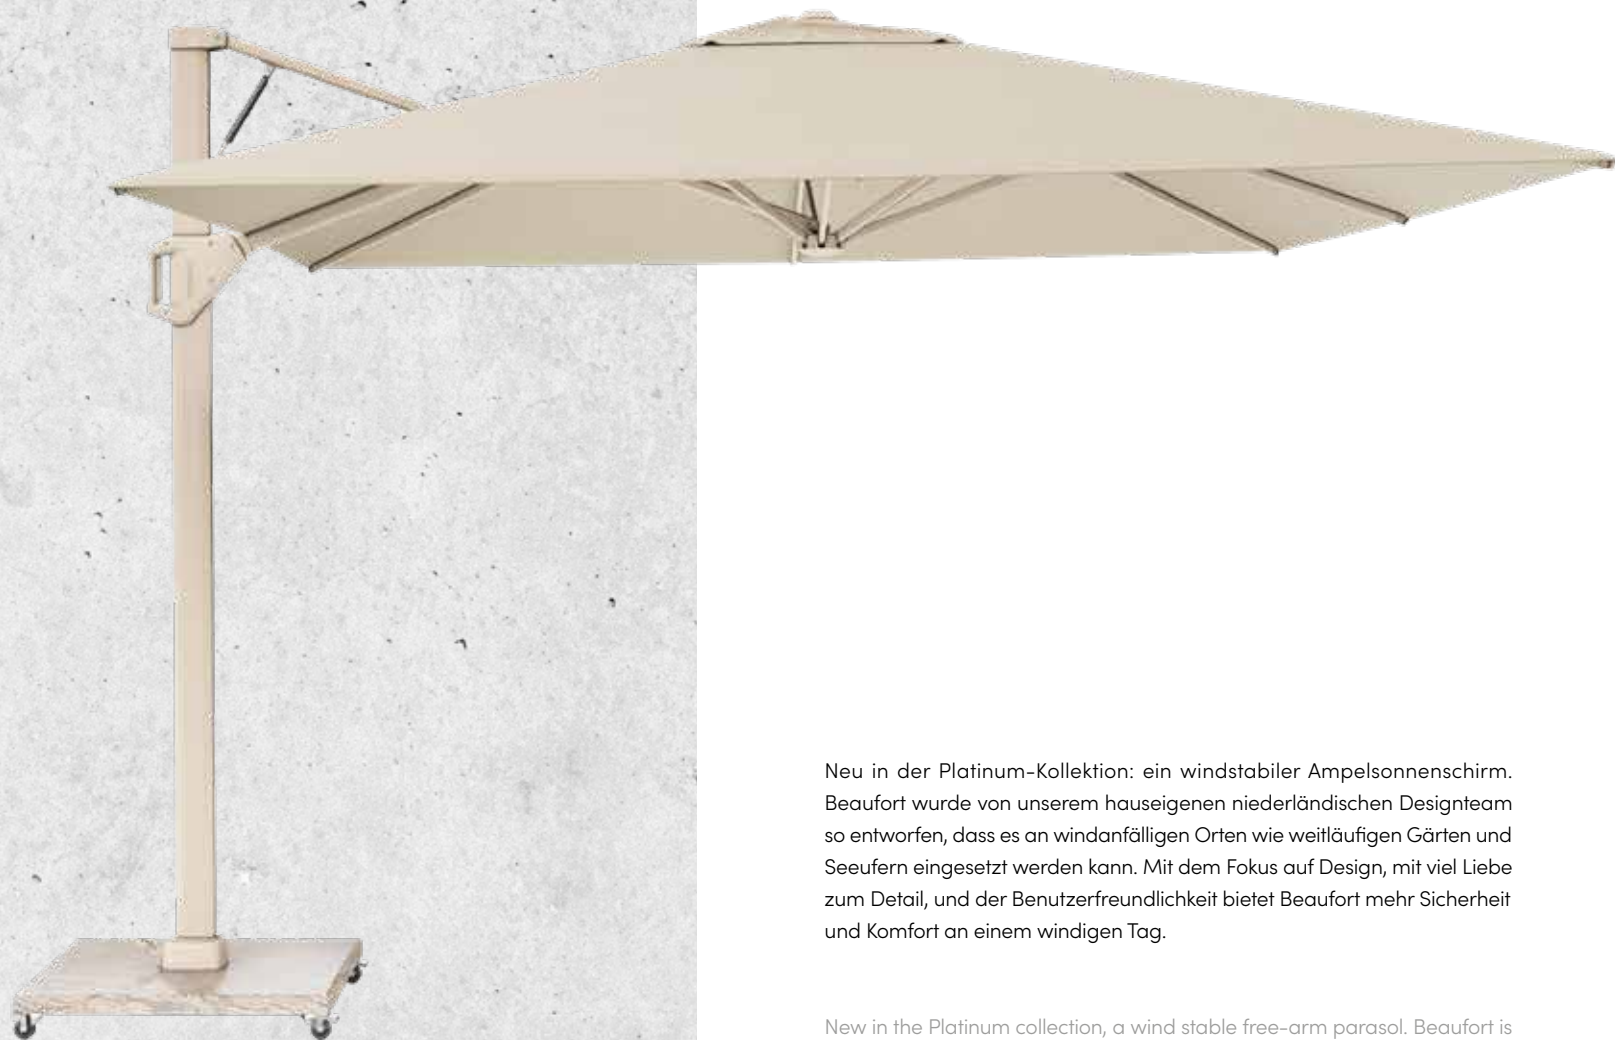 Neu in der Platinum-Kollektion: ein windstabiler Ampelsonnenschirm.
Beaufort wurde von unserem hauseigenen niederländischen Designteam
so entworfen, dass es an windanfälligen Orten wie weitläufigen Gärten und
Seeufern eingesetzt werden kann. Mit dem Fokus auf Design, mit viel Liebe
zum Detail, und der Benutzerfreundlichkeit bietet Beaufort mehr Sicherheit
und Komfort an einem windigen Tag.
New in the Platinum collection, a wind stable free-arm parasol. Beaufort is